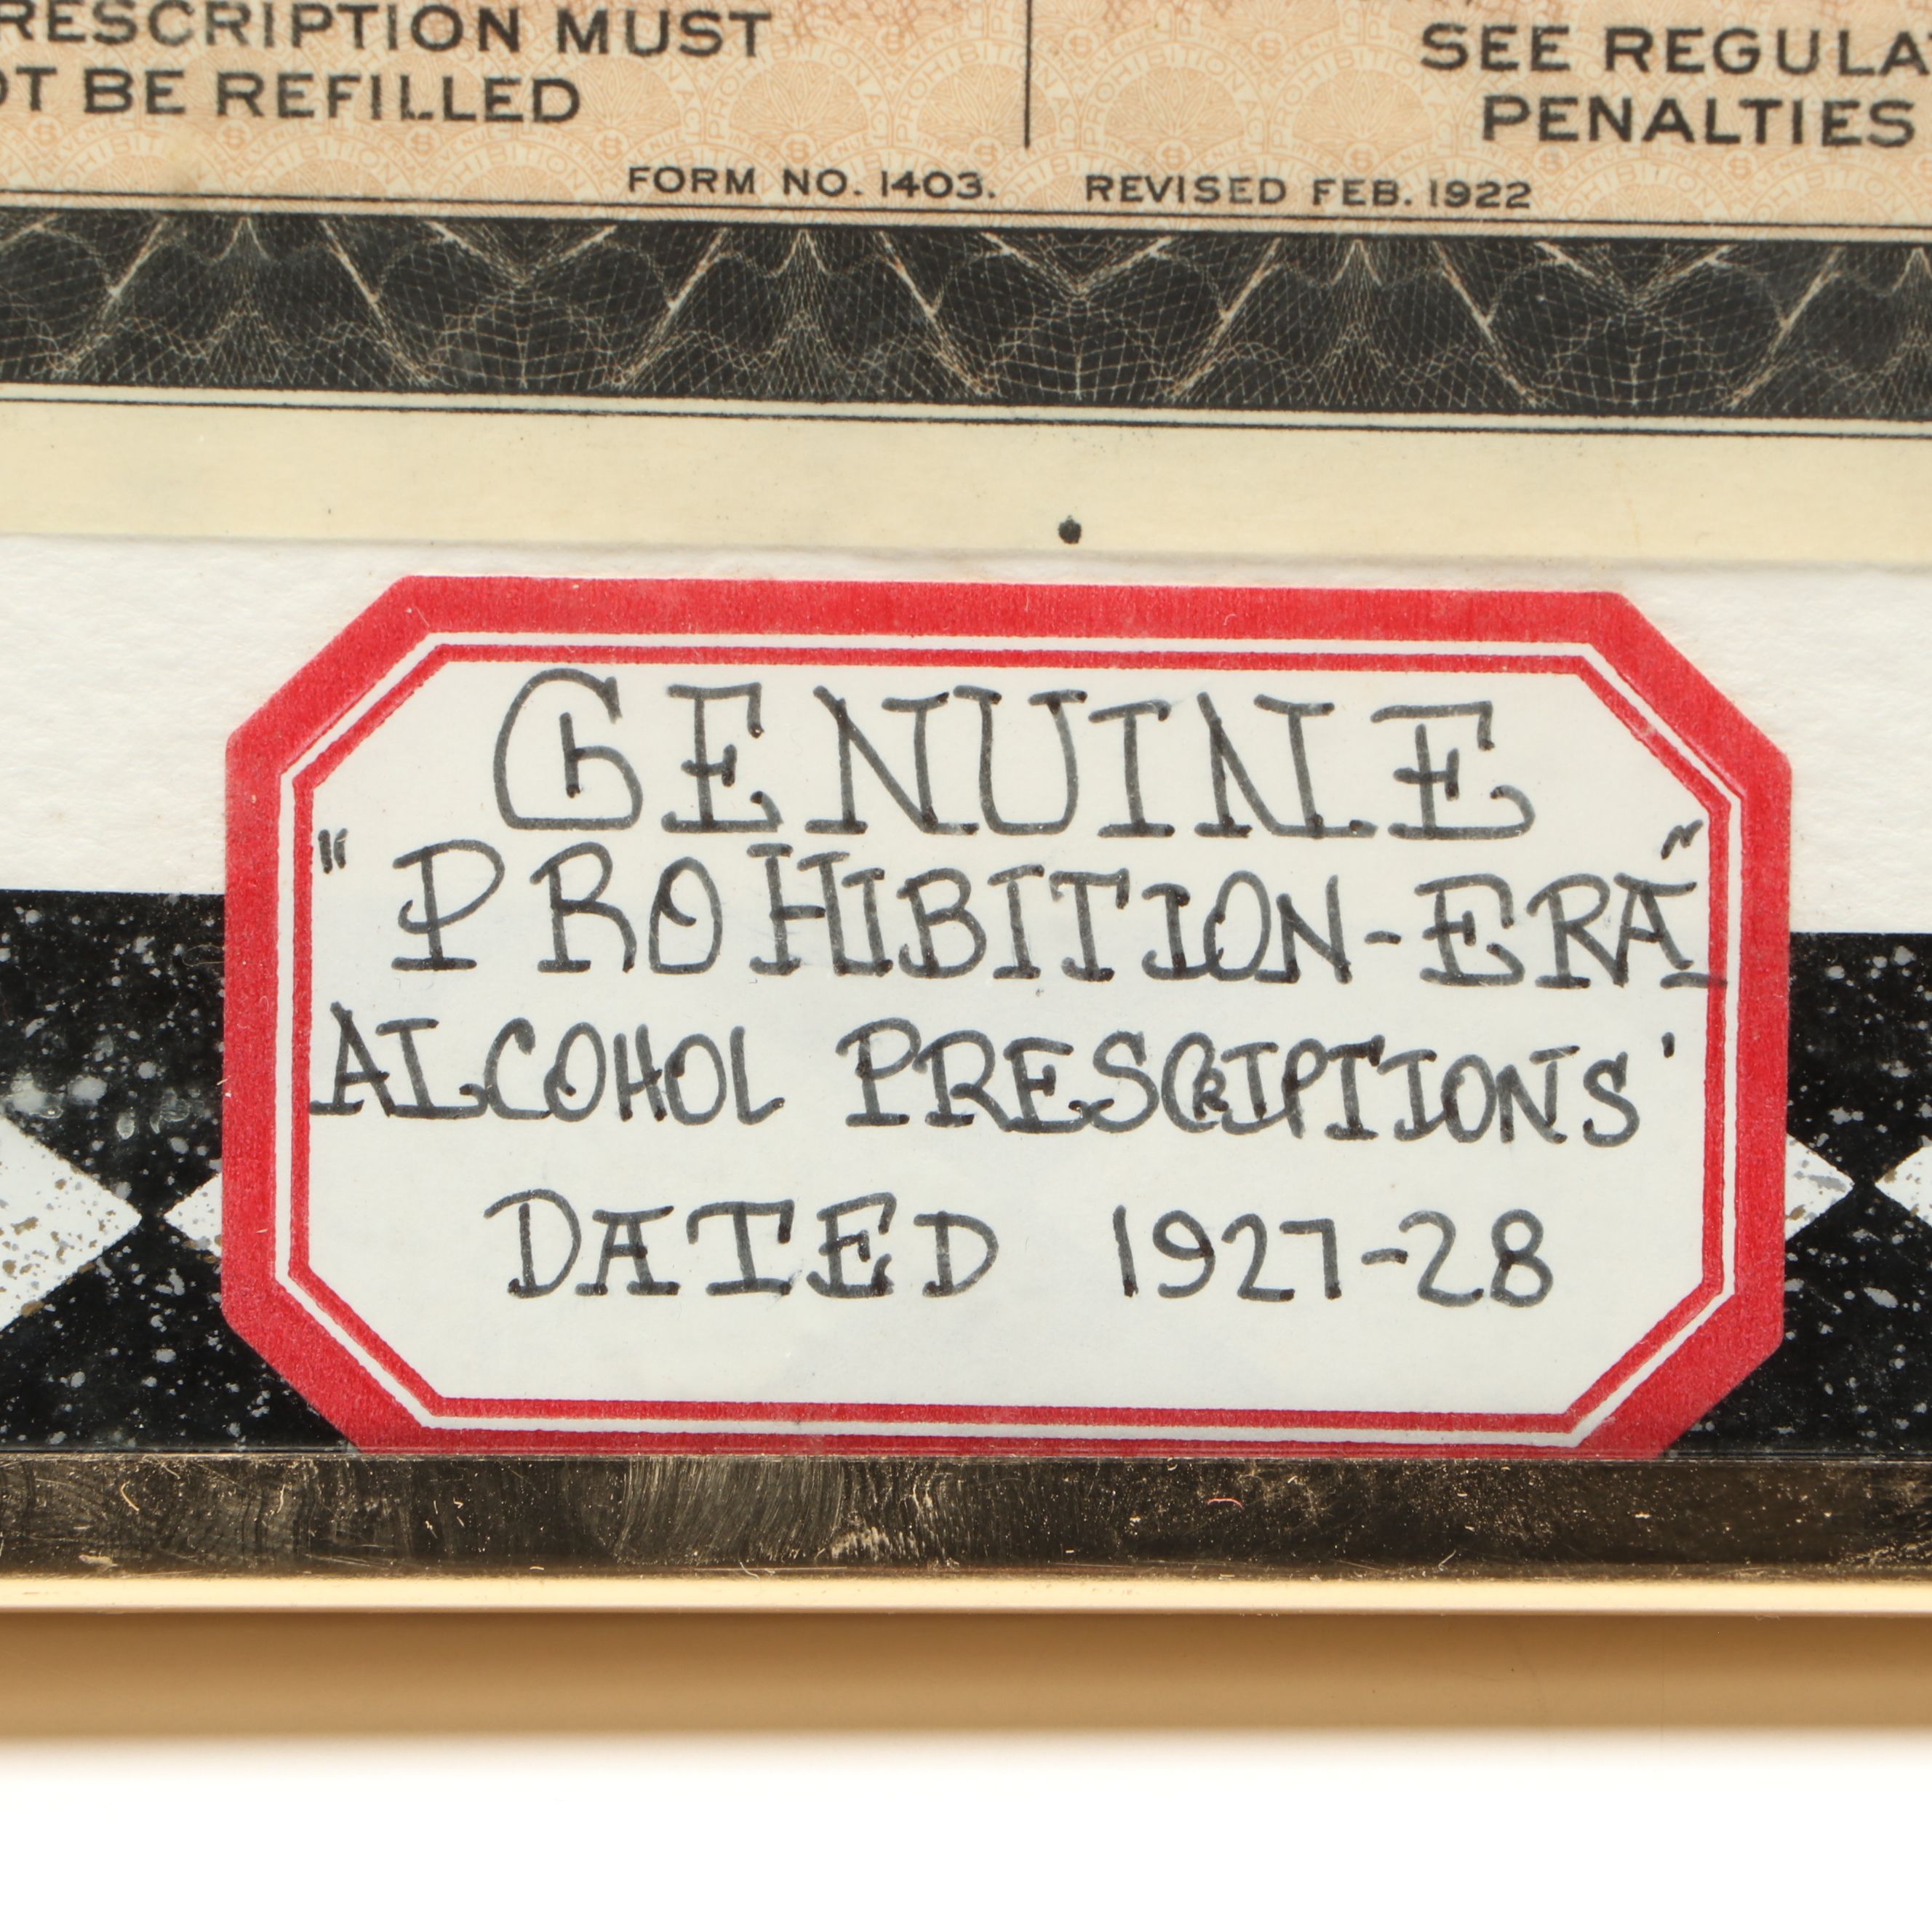 RESCRIPTION MUST
OT BE REFILLED
SEE REGULA
PENALTIES
FORM NO. 1403. REVISED FEB. 1922
GENUINE
"PROHIBITION-ERA"
ALCOHOL PRESCRIPTIONS'
DATED 1927-28